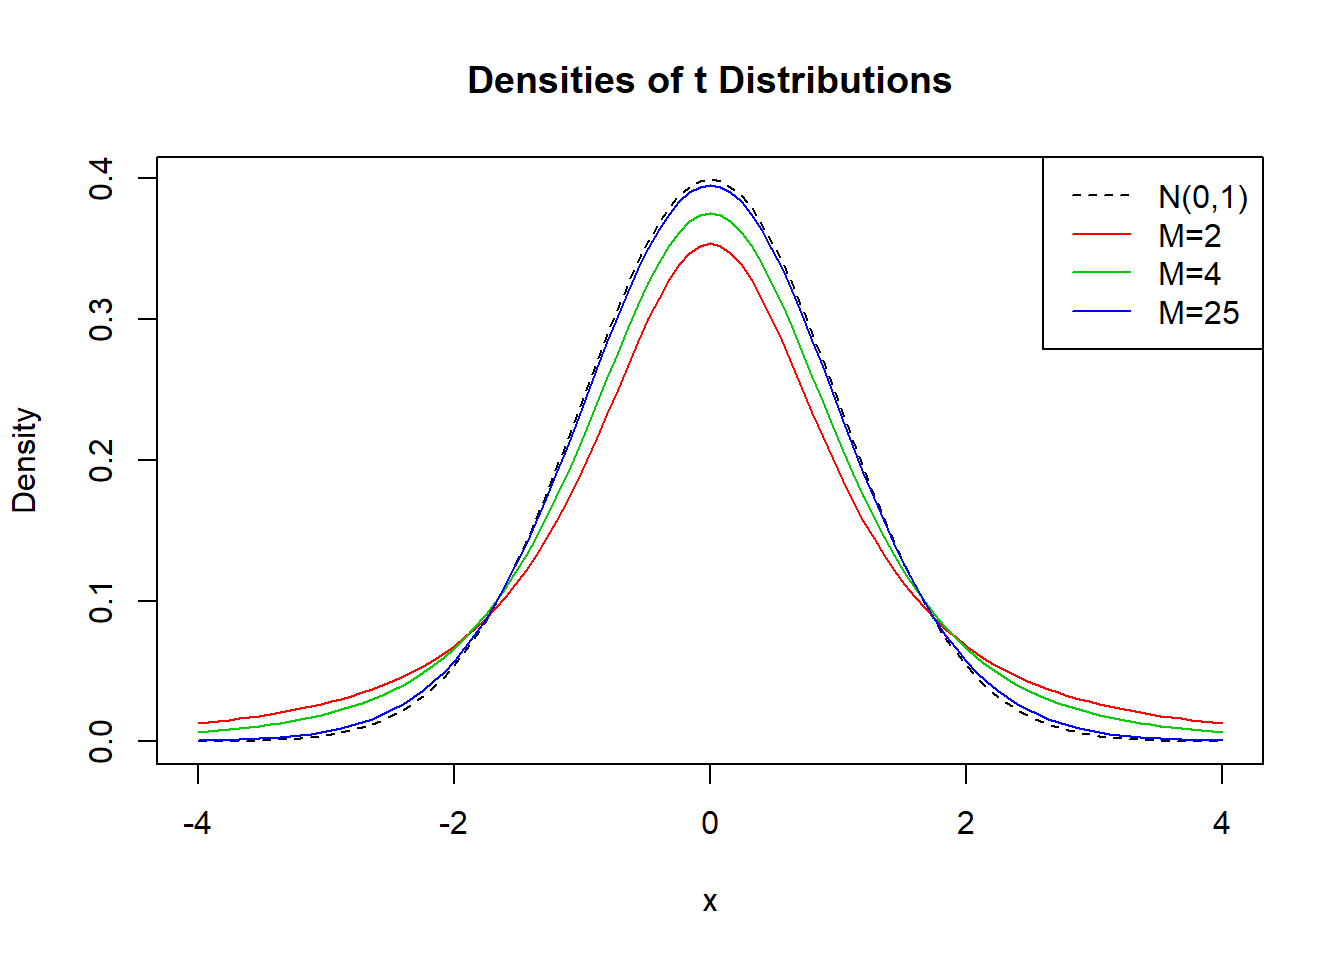 Densities of t Distributions
N(0,1)
M=2
M=4
M=25
Density
0.4
0.3
0.2
0.1
0.0
-4 -2 0 2 4
x